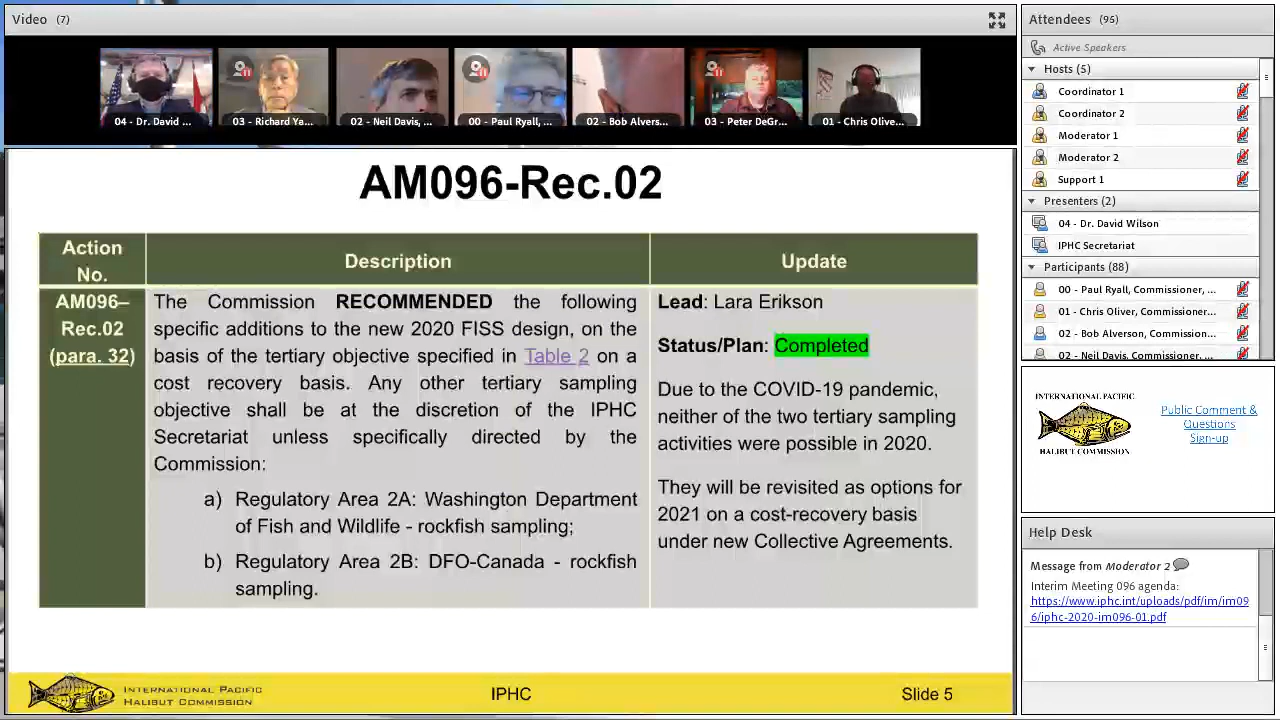 Video (7)
04 - Dr. David ...
03 - Richard Ya...
02 - Neil Davis, ...
00 - Paul Ryall, ...
02 - Bob Alvers...
03 - Peter DeGr...
01 - Chris Olive...
AM096-Rec.02
Action
No.
Description
Update
AM096–
Rec.02
(para. 32)
The Commission RECOMMENDED the following
specific additions to the new 2020 FISS design, on the
basis of the tertiary objective specified in Table 2 on a
cost recovery basis. Any other tertiary sampling
objective shall be at the discretion of the IPHC
Secretariat unless specifically directed by the
Commission:
a) Regulatory Area 2A: Washington Department
of Fish and Wildlife - rockfish sampling;
b) Regulatory Area 2B: DFO-Canada - rockfish
sampling.
Lead: Lara Erikson
Status/Plan: Completed
Due to the COVID-19 pandemic,
neither of the two tertiary sampling
activities were possible in 2020.
They will be revisited as options for
2021 on a cost-recovery basis
under new Collective Agreements.
INTERNATIONAL PACIFIC
HALIBUT COMMISSION
IPHC
Slide 5
Attendees (95)
Active Speakers
Hosts (5)
Coordinator 1
Coordinator 2
Moderator 1
Moderator 2
Support 1
Presenters (2)
04 - Dr. David Wilson
IPHC Secretariat
Participants (88)
00 - Paul Ryall, Commissioner, ...
01 - Chris Oliver, Commissioner...
02 - Bob Alverson, Commission...
02 - Neil Davis, Commissioner, ...
INTERNATIONAL PACIFIC
HALIBUT COMMISSION
Public Comment &
Questions
Sign-up
Help Desk
Message from Moderator 2
Interim Meeting 096 agenda:
https://www.iphc.int/uploads/pdf/im/im09
6/iphc-2020-im096-01.pdf